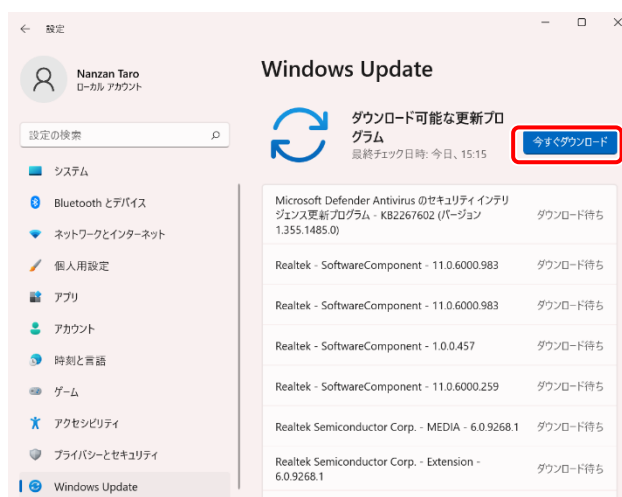 設定
Nanzan Taro
ローカル アカウント
設定の検索
システム
Bluetooth とデバイス
ネットワークとインターネット
個人用設定
アプリ
アカウント
時刻と言語
ゲーム
アクセシビリティ
プライバシーとセキュリティ
Windows Update
Windows Update
ダウンロード可能な更新プロ
グラム
最終チェック日時: 今日、15:15
今すぐダウンロード
Microsoft Defender Antivirus のセキュリティ インテリ
ジェンス更新プログラム - KB2267602 (バージョン
1.355.1485.0)
ダウンロード待ち
Realtek - SoftwareComponent - 11.0.6000.983
ダウンロード待ち
Realtek - SoftwareComponent - 11.0.6000.983
ダウンロード待ち
Realtek - SoftwareComponent - 1.0.0.457
ダウンロード待ち
Realtek - SoftwareComponent - 11.0.6000.259
ダウンロード待ち
Realtek Semiconductor Corp. - MEDIA - 6.0.9268.1
ダウンロード待ち
Realtek Semiconductor Corp. - Extension -
6.0.9268.1
ダウンロード待ち